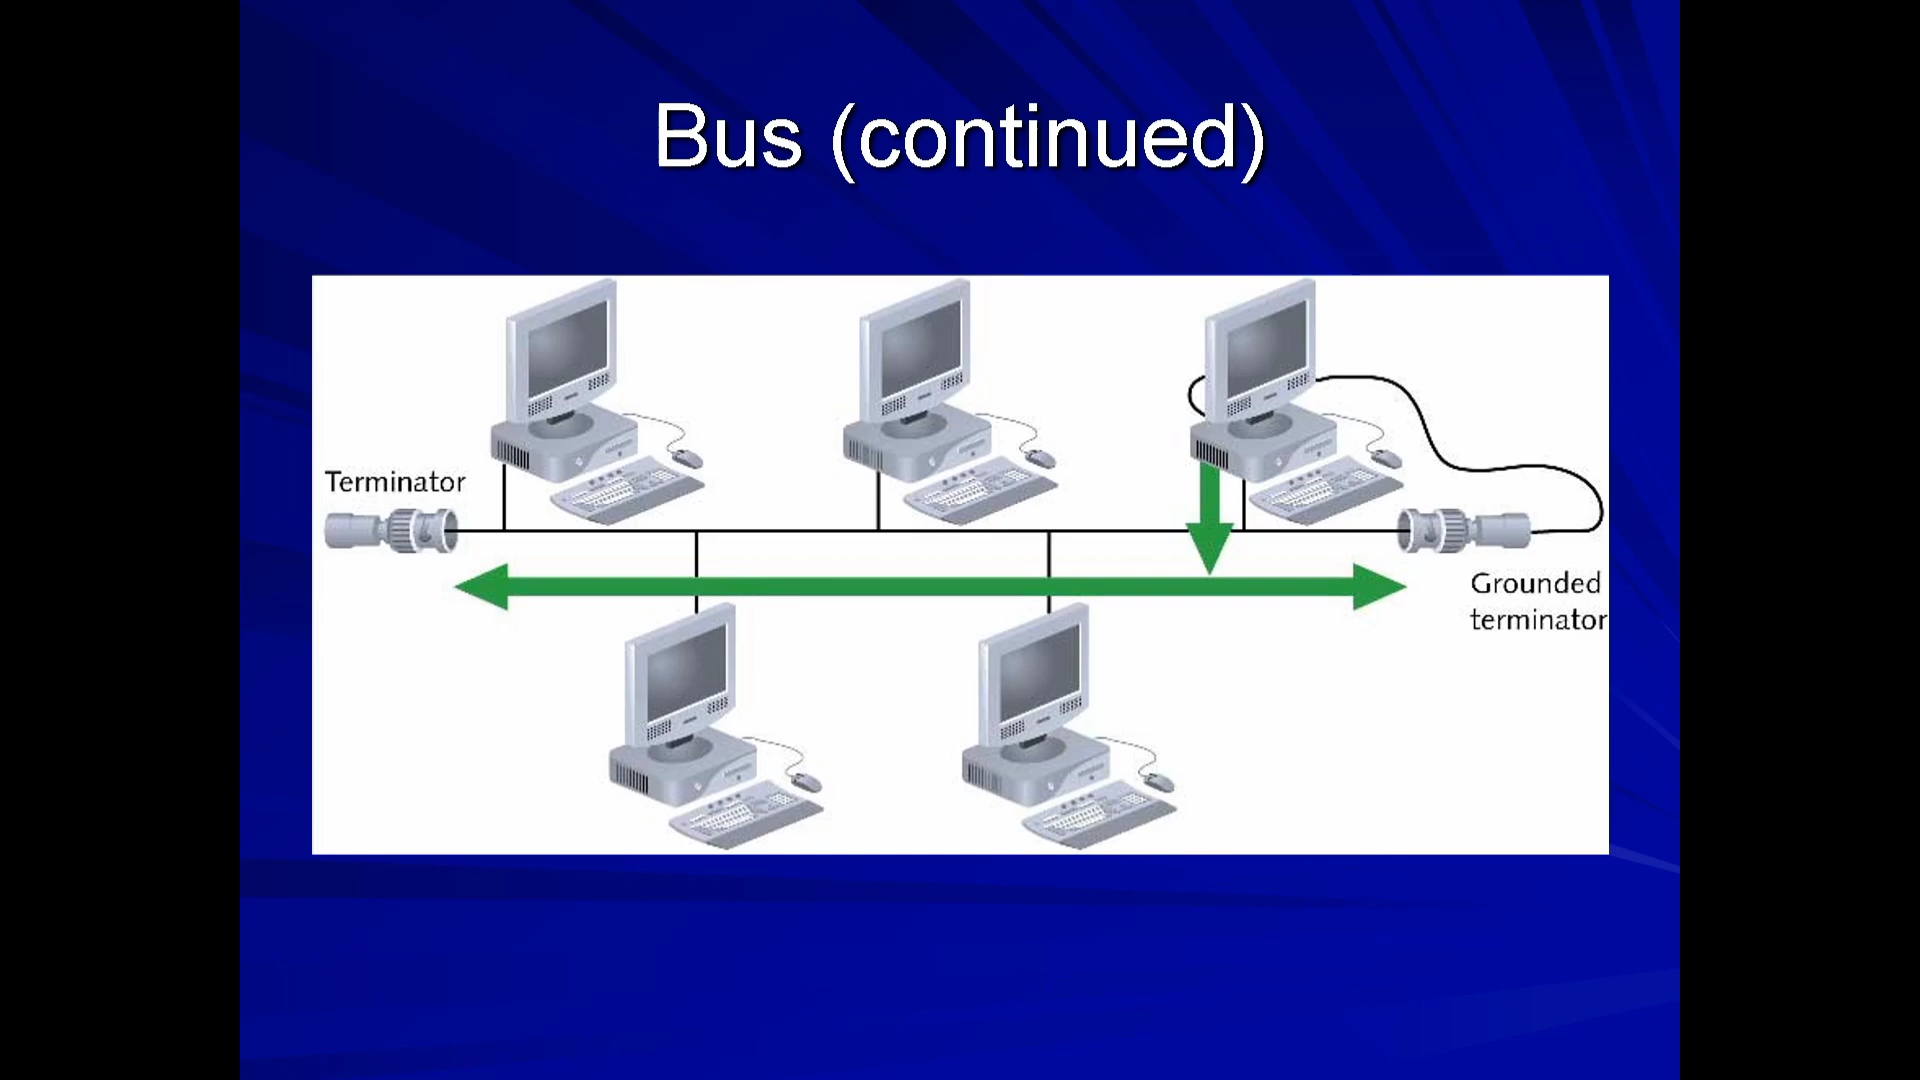 Bus (continued)
Terminator
Grounded
terminator